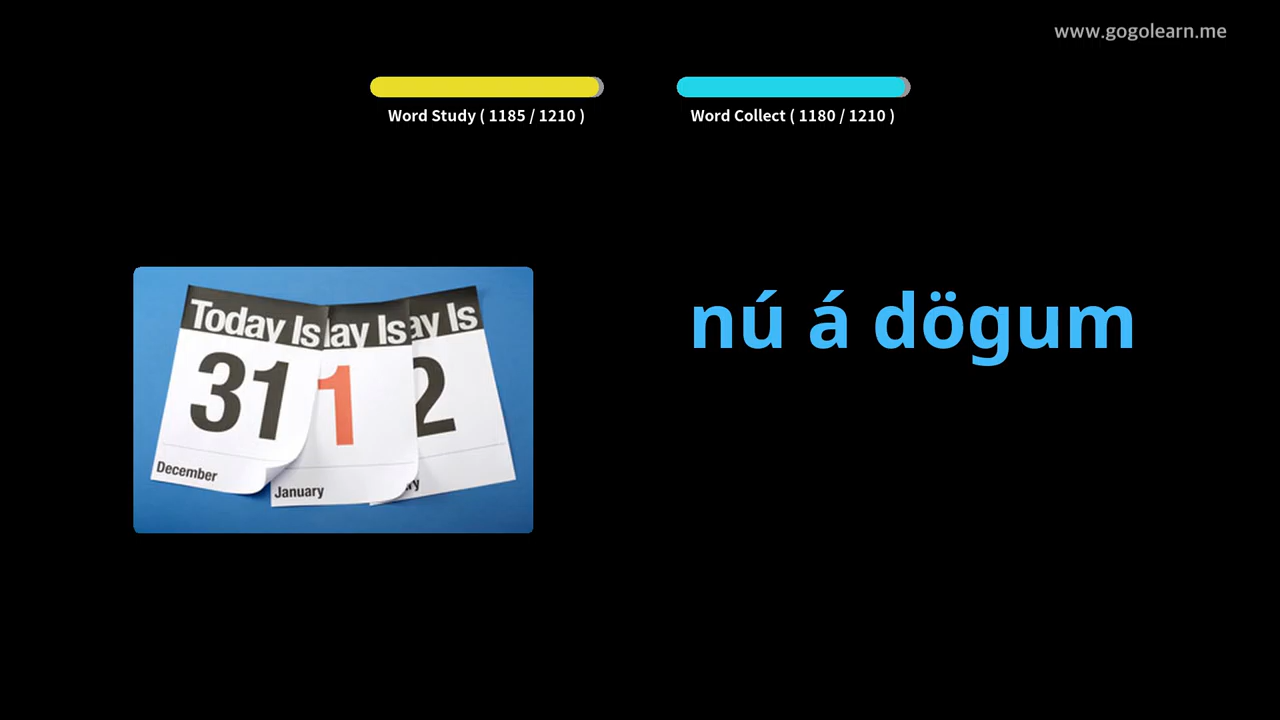 www.gogolearn.me
Word Study ( 1185 / 1210 )
Word Collect ( 1180 / 1210 )
nú á dögum
Today Is
ay Is
ay Is
31
1
2
December
January
ry